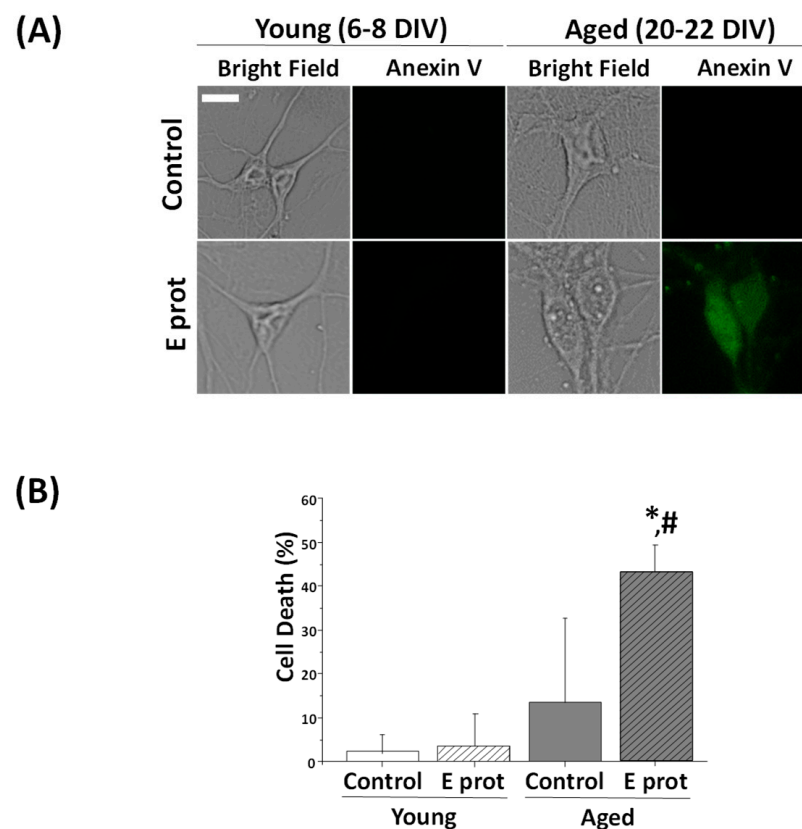 (A)
Young (6-8 DIV) Aged (20-22 DIV)
Bright Field Anexin V Bright Field Anexin V
Control
E prot
(B)
60
50
40
30
20
10
0
Cell Death (%)
*,#
Control E prot Control E prot
Young Aged